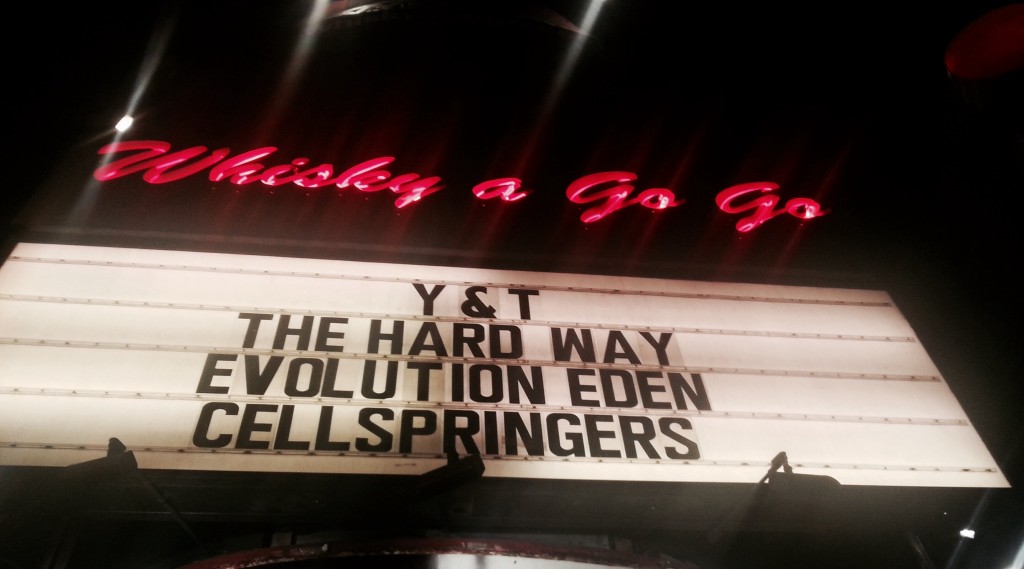 Whisky a Go Go
Y & T
THE HARD WAY
EVOLUTION EDEN
CELLSPRINGERS